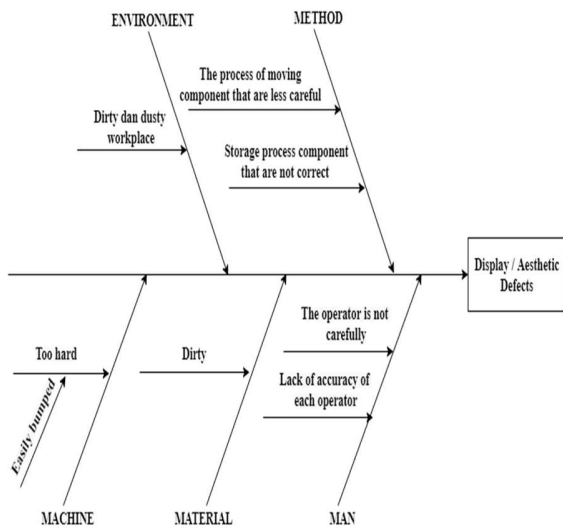 ENVIRONMENT
METHOD
The process of moving
component that are less careful
Dirty dan dusty
workplace
Storage process component
that are not correct
Display / Aesthetic
Defects
The operator is not
carefully
Too hard
Dirty
Lack of accuracy of
each operator
Easily bumped
MACHINE
MATERIAL
MAN